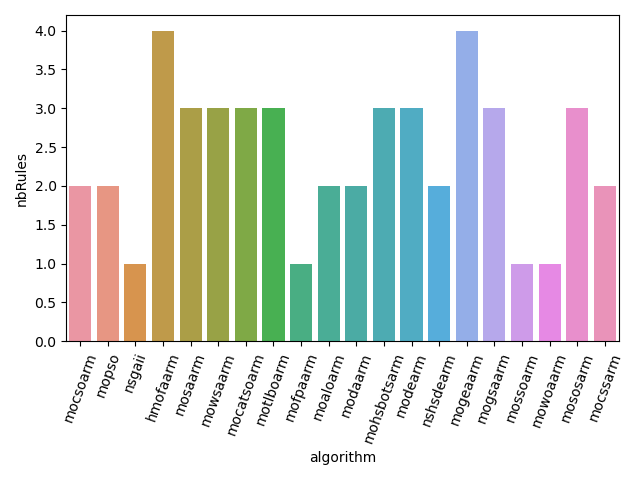 4.0
3.5
3.0
2.5
2.0
1.5
1.0
0.5
0.0
nbRules
mocsoarm
mopso
nsgaii
hmofaarm
mosaarm
mowsaarm
mocatsoarm
motlboarm
mofpaarm
moaloarm
modaarm
mohsbotsarm
modearm
nshsdearm
mogeaarm
mogsaarm
mossoarm
mowoaarm
mososarm
mocssarm
algorithm